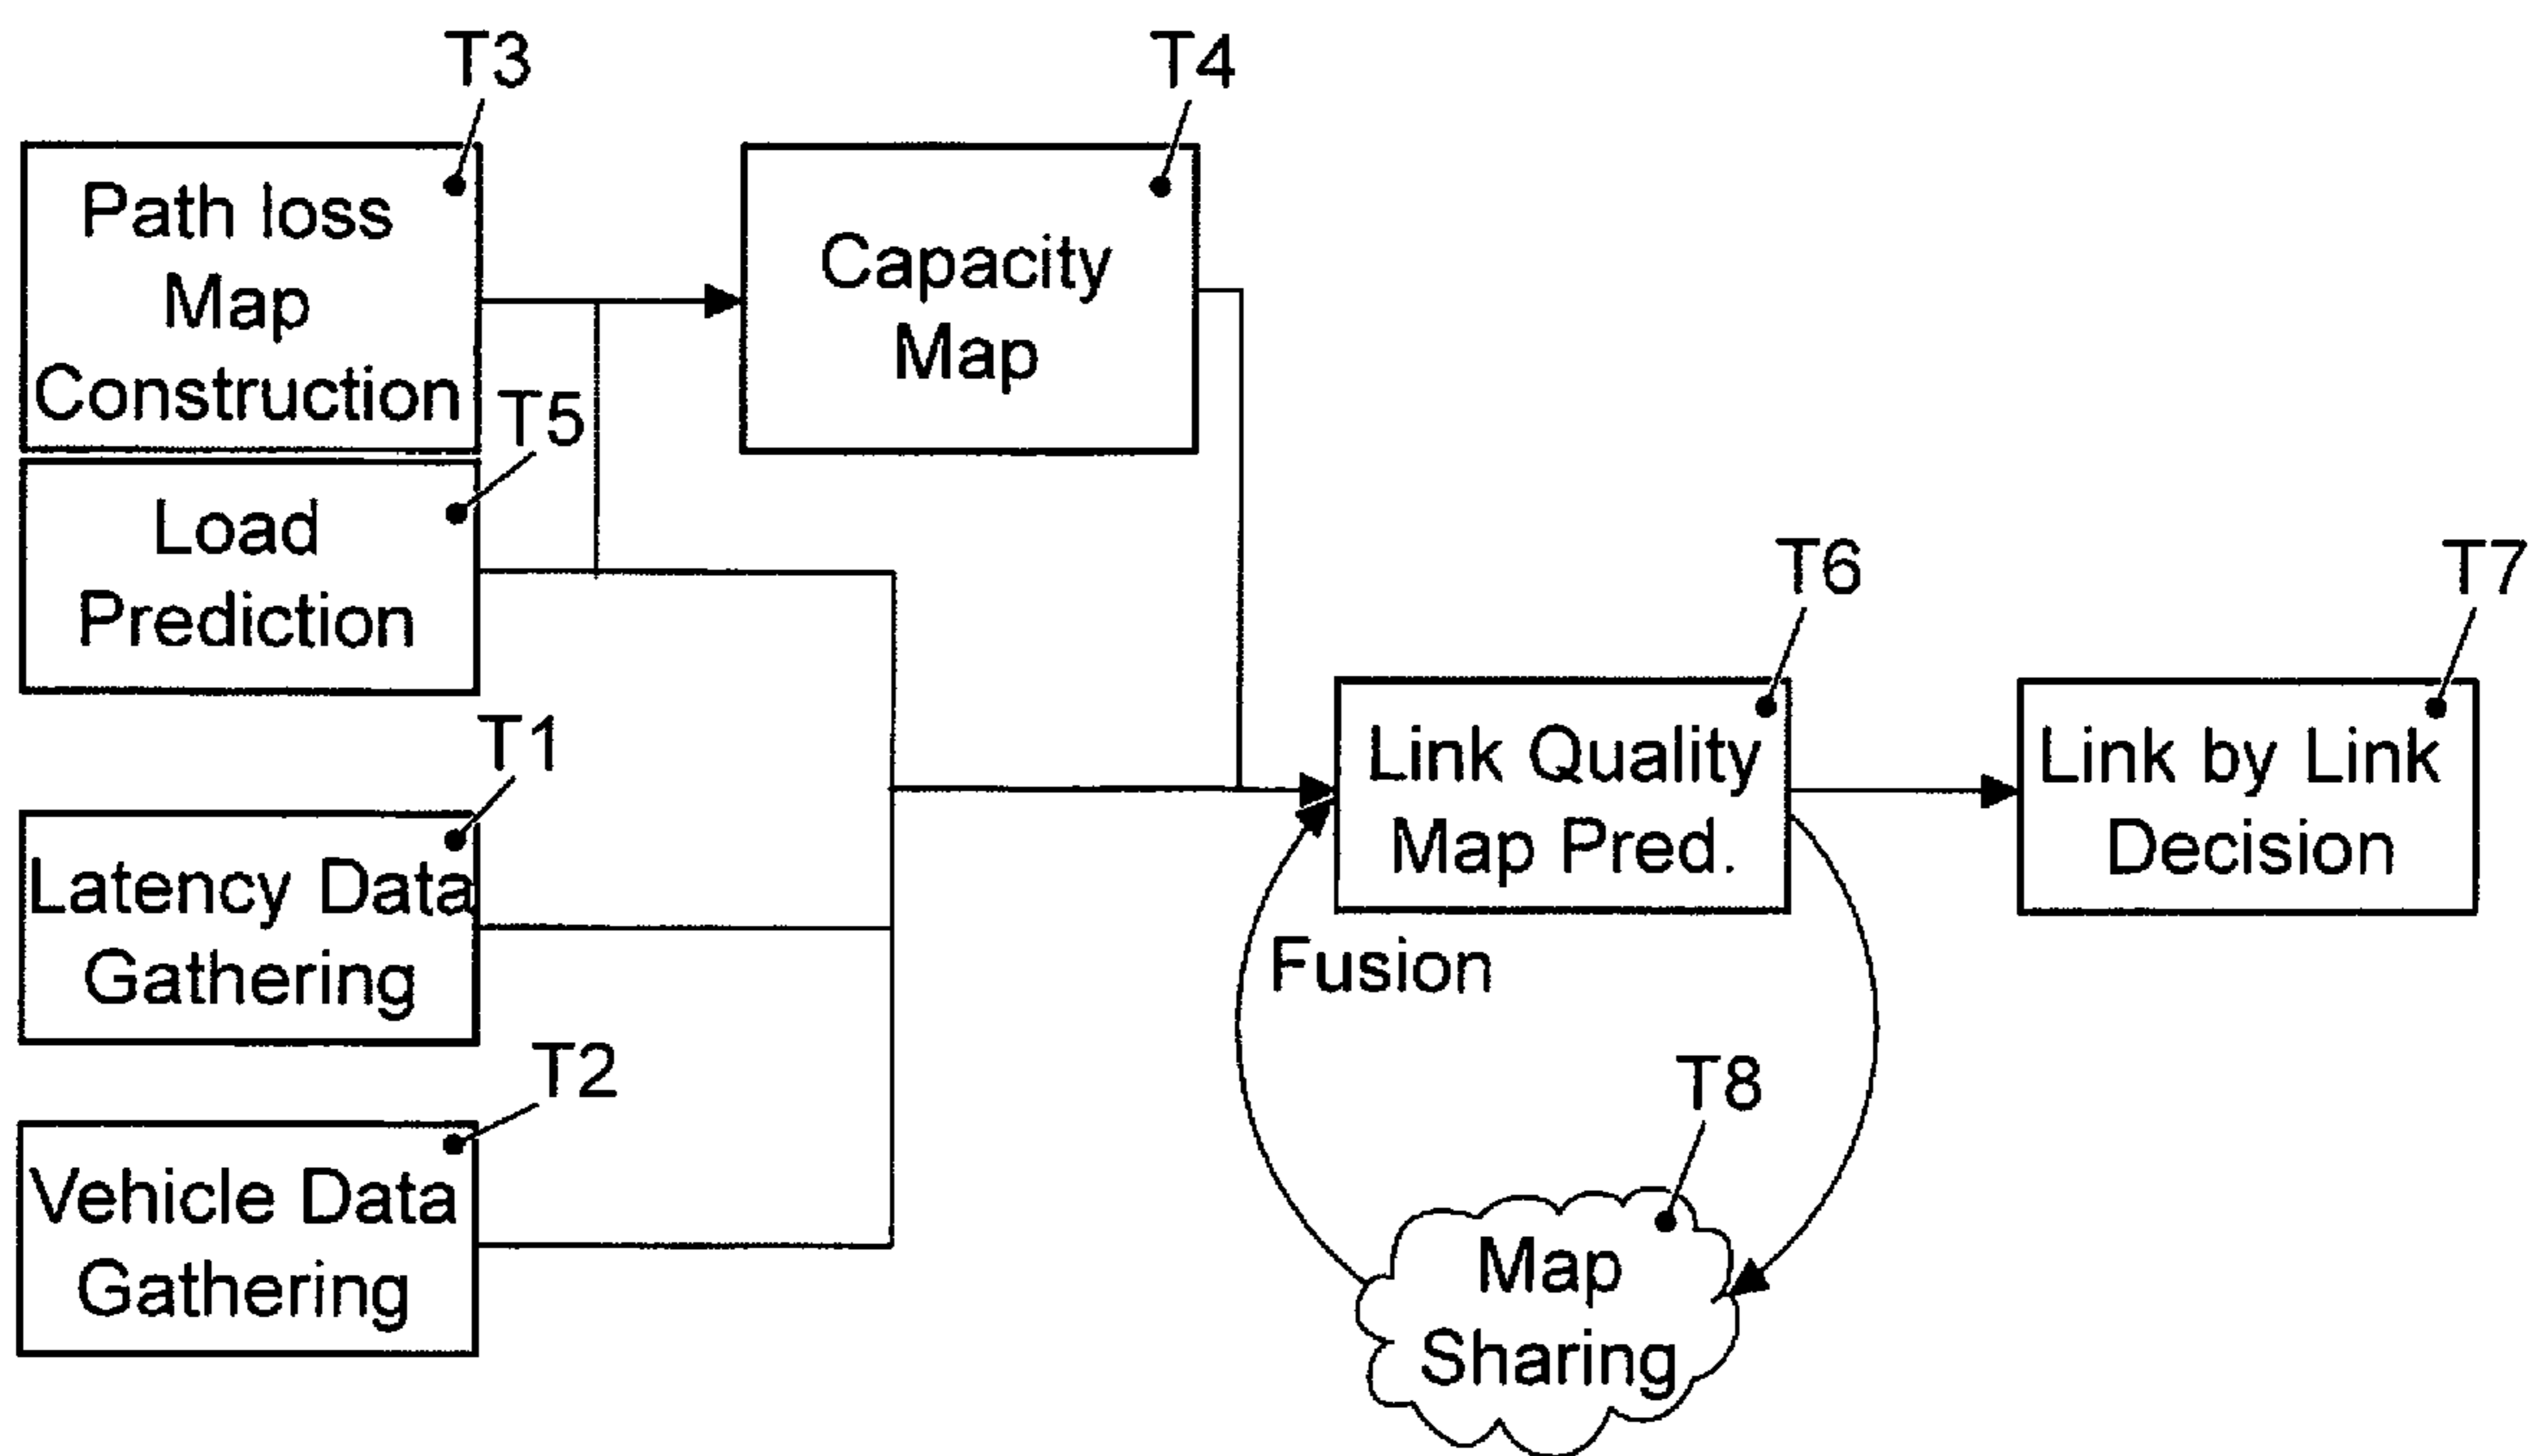 T3
T4
Path loss
Map
Construction
Capacity
Map
T5
Load
Prediction
T6
T7
T1
Link Quality
Map Pred.
Link by Link
Decision
Latency Data
Gathering
Fusion
T2
T8
Vehicle Data
Gathering
Map
Sharing